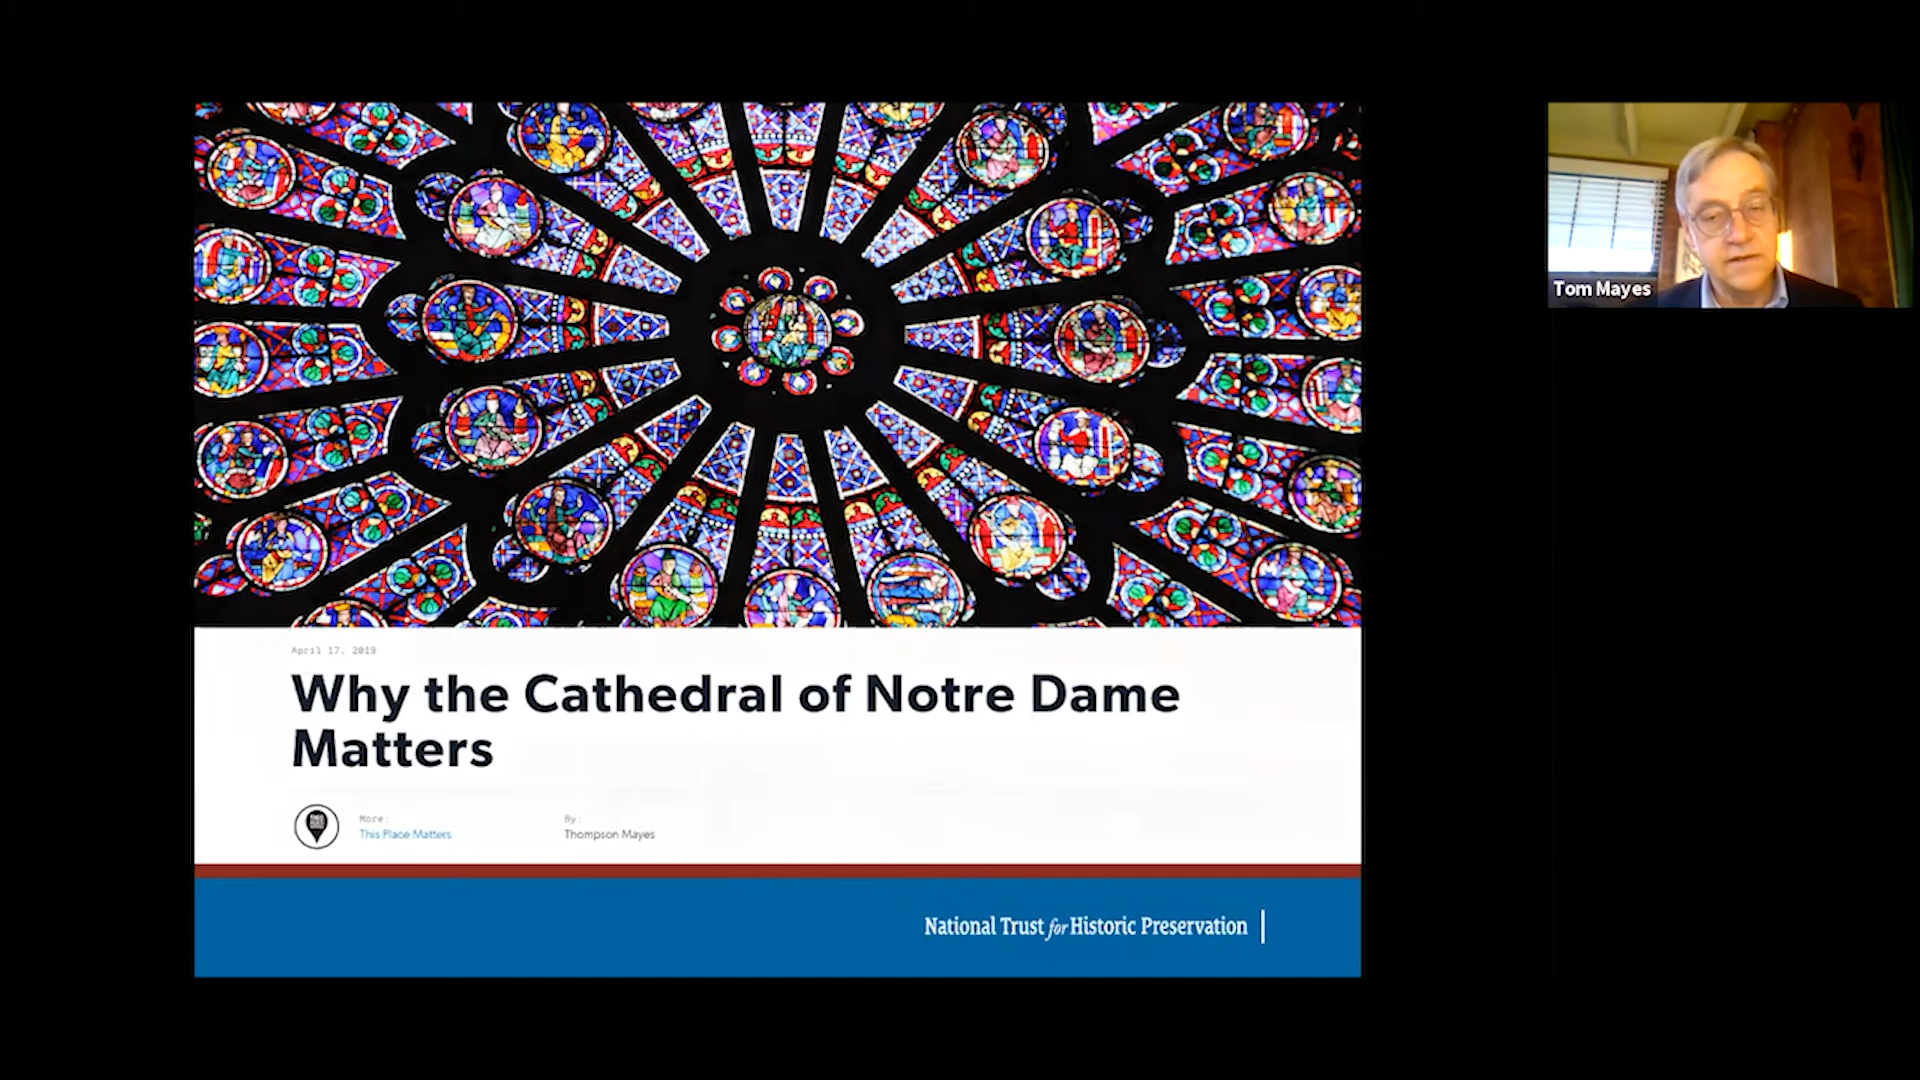 April 17, 2019
Why the Cathedral of Notre Dame
Matters
More:
This Place Matters
By:
Thompson Mayes
National Trust for Historic Preservation
Tom Mayes